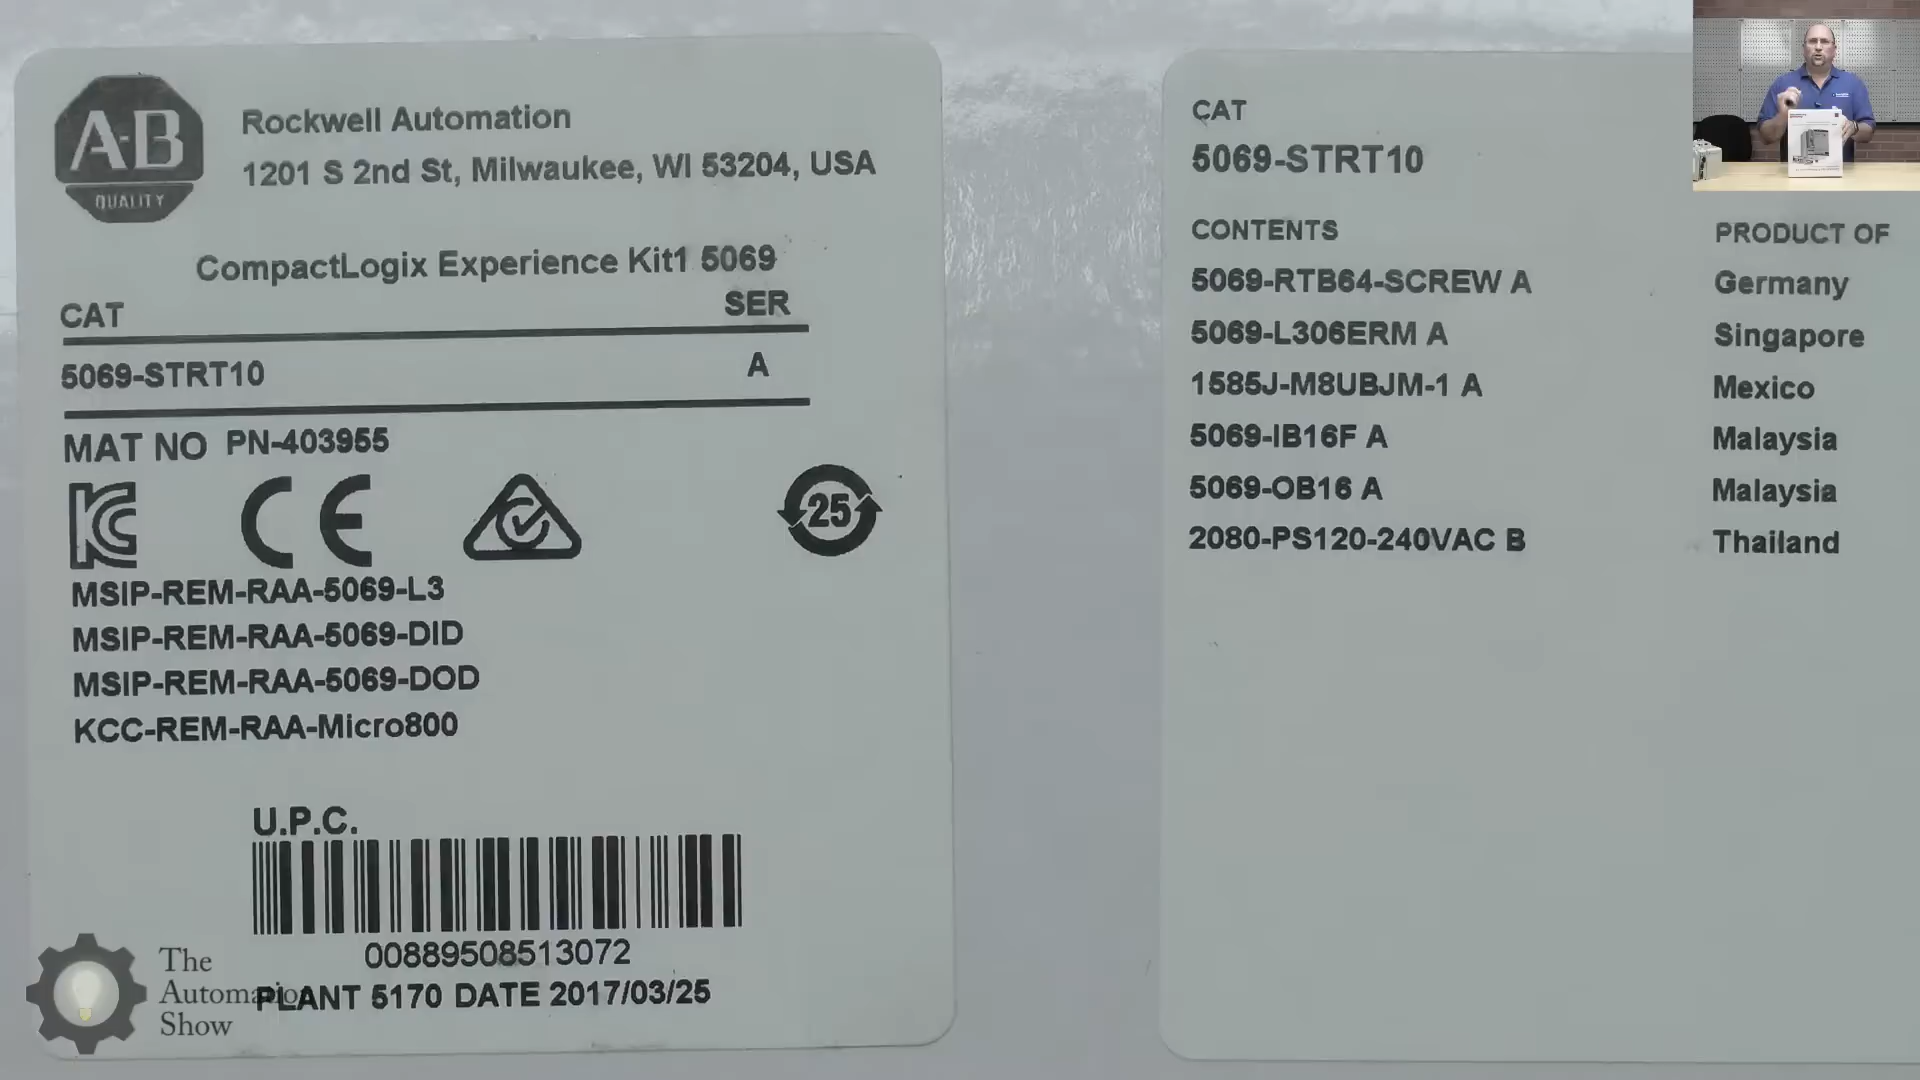 A-B
QUALITY
Rockwell Automation
1201 S 2nd St, Milwaukee, WI 53204, USA
CompactLogix Experience Kit1 5069
CAT SER
5069-STRT10 A
MAT NO PN-403955
KC CE 25
MSIP-REM-RAA-5069-L3
MSIP-REM-RAA-5069-DID
MSIP-REM-RAA-5069-DOD
KCC-REM-RAA-Micro800
U.P.C.
00889508513072
PLANT 5170 DATE 2017/03/25
The
Automation
Show
CAT
5069-STRT10
CONTENTS PRODUCT OF
5069-RTB64-SCREW A Germany
5069-L306ERM A Singapore
1585J-M8UBJM-1 A Mexico
5069-IB16F A Malaysia
5069-OB16 A Malaysia
2080-PS120-240VAC B Thailand